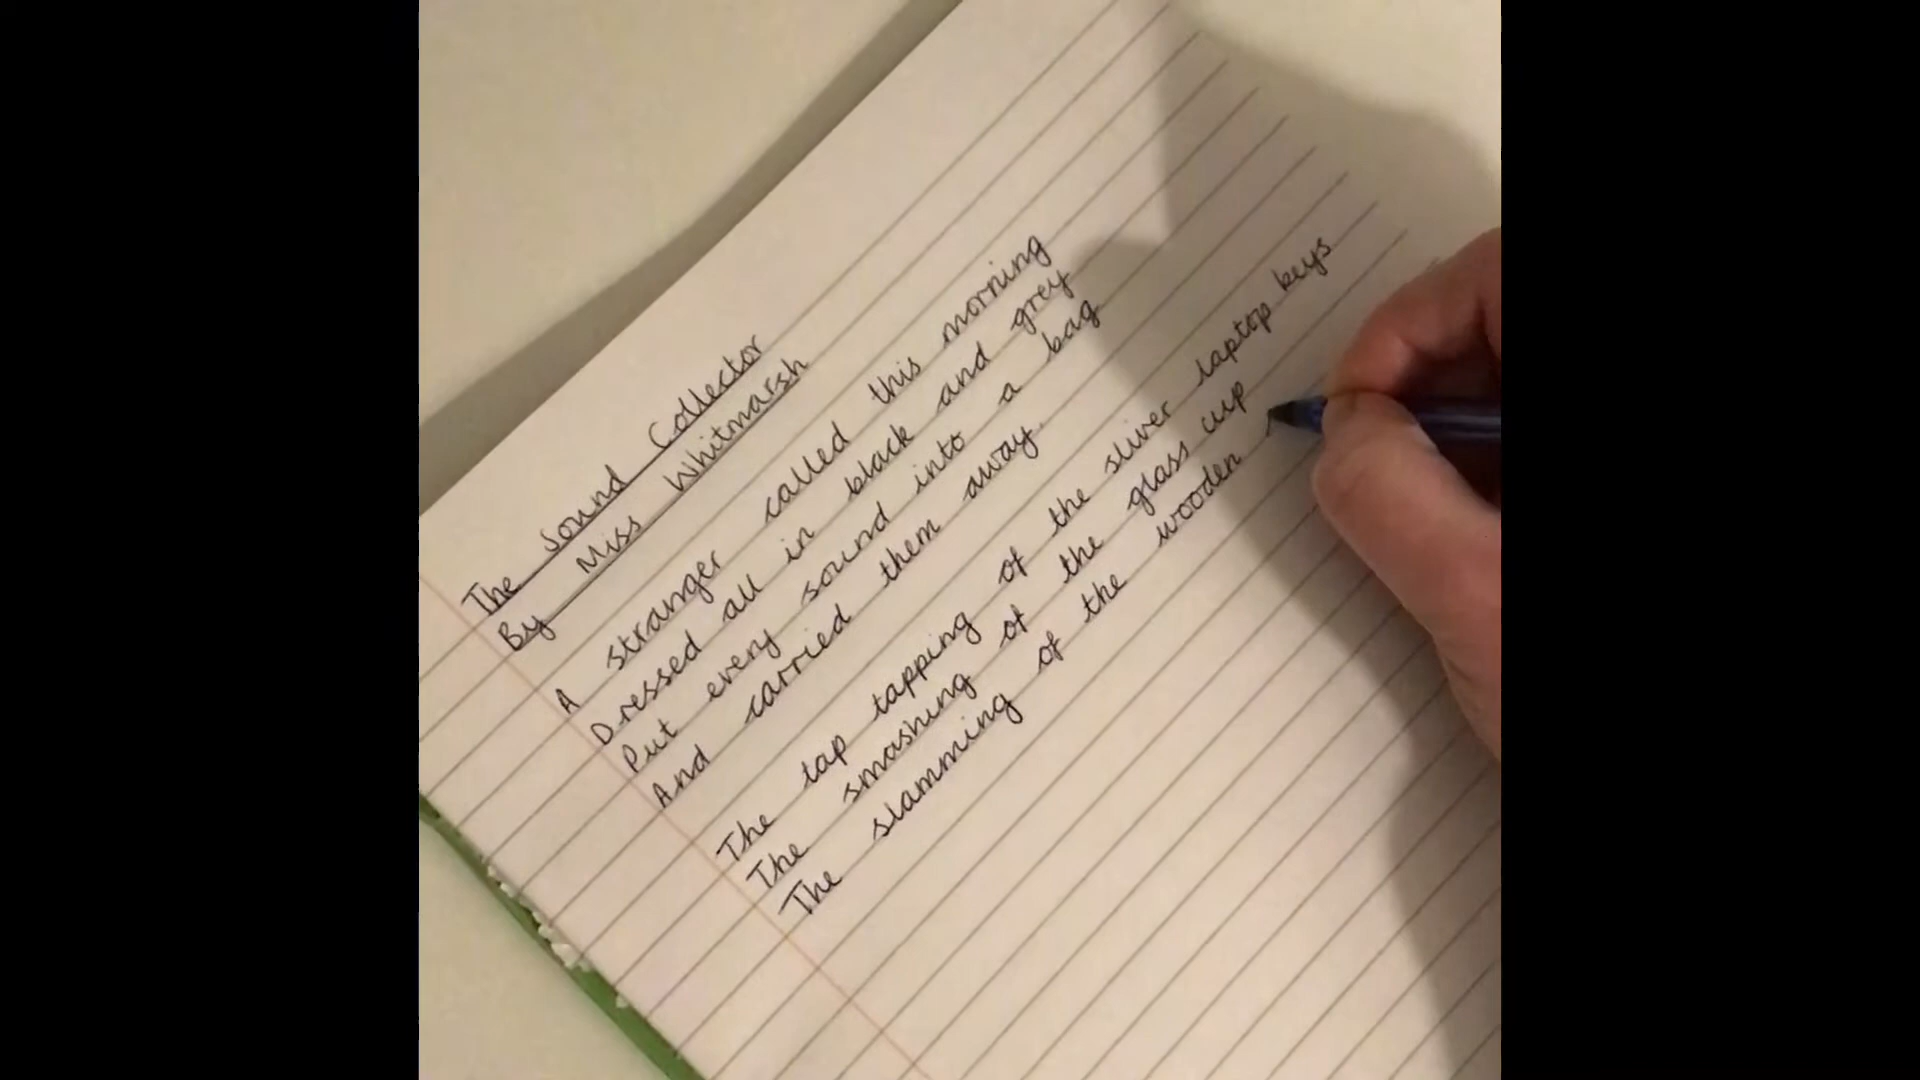 The Sound Collector
By Miss Whitmarsh
A stranger called this morning
Dressed all in black and grey
Put every sound into a bag
And carried them away.
The tap tapping of the sliver laptop keys
The smashing of the glass cup
The slamming of the wooden